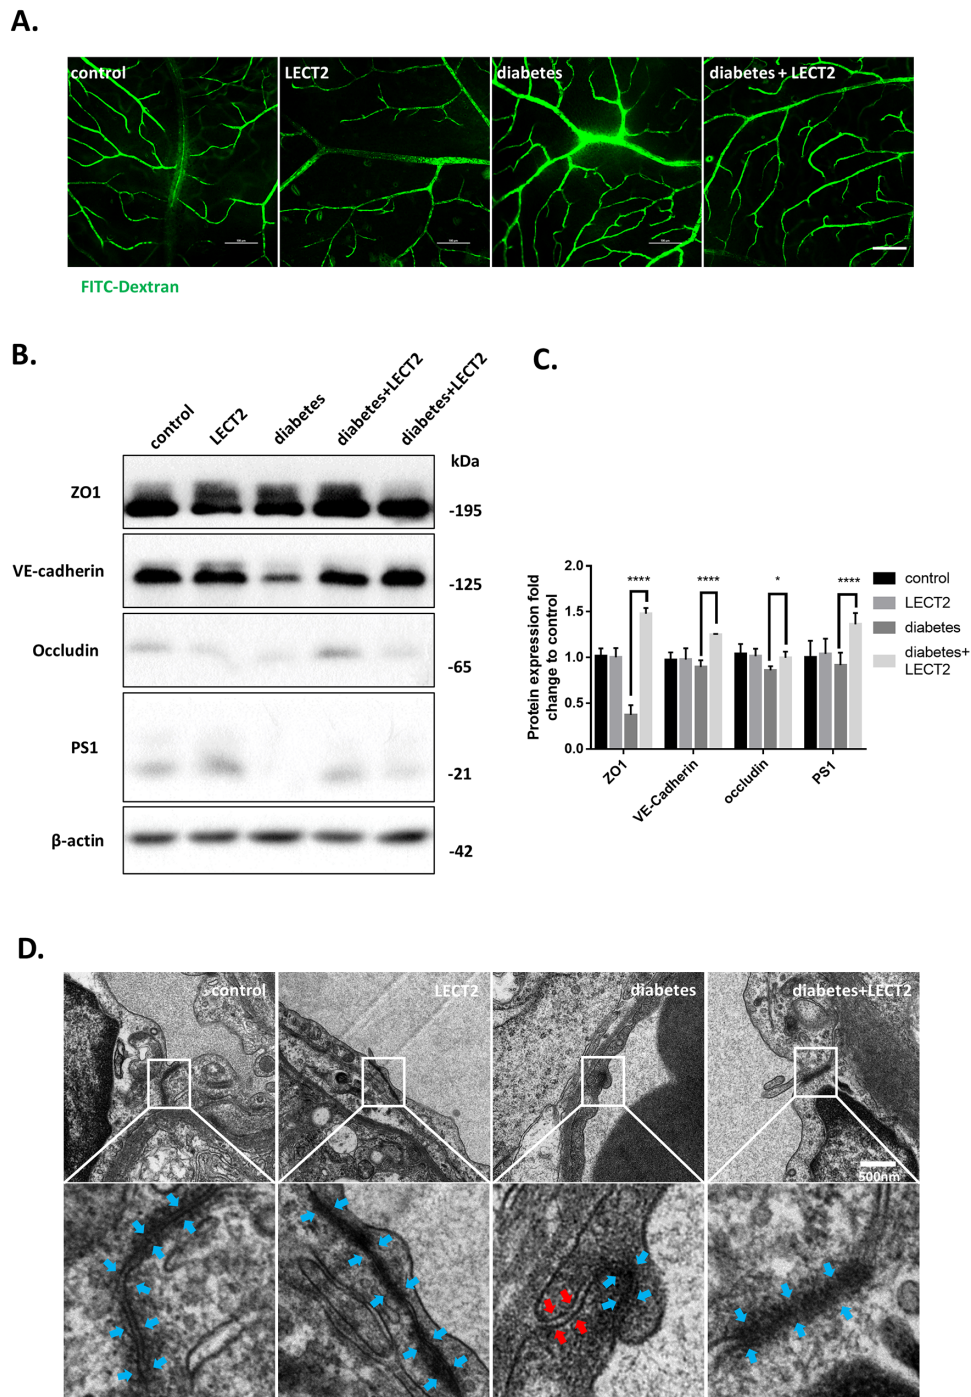 A.
control
LECT2
diabetes
diabetes + LECT2
FITC-Dextran
B.
control
LECT2
diabetes
diabetes+LECT2
diabetes+LECT2
kDa
ZO1
-195
VE-cadherin
-125
Occludin
-65
PS1
-21
β-actin
-42
C.
Protein expression fold
change to control
2.0
1.5
1.0
0.5
0.0
****
****
*
****
ZO1
VE-Cadherin
occludin
PS1
control
LECT2
diabetes
diabetes+
LECT2
D.
control
LECT2
diabetes
diabetes+LECT2
500nm